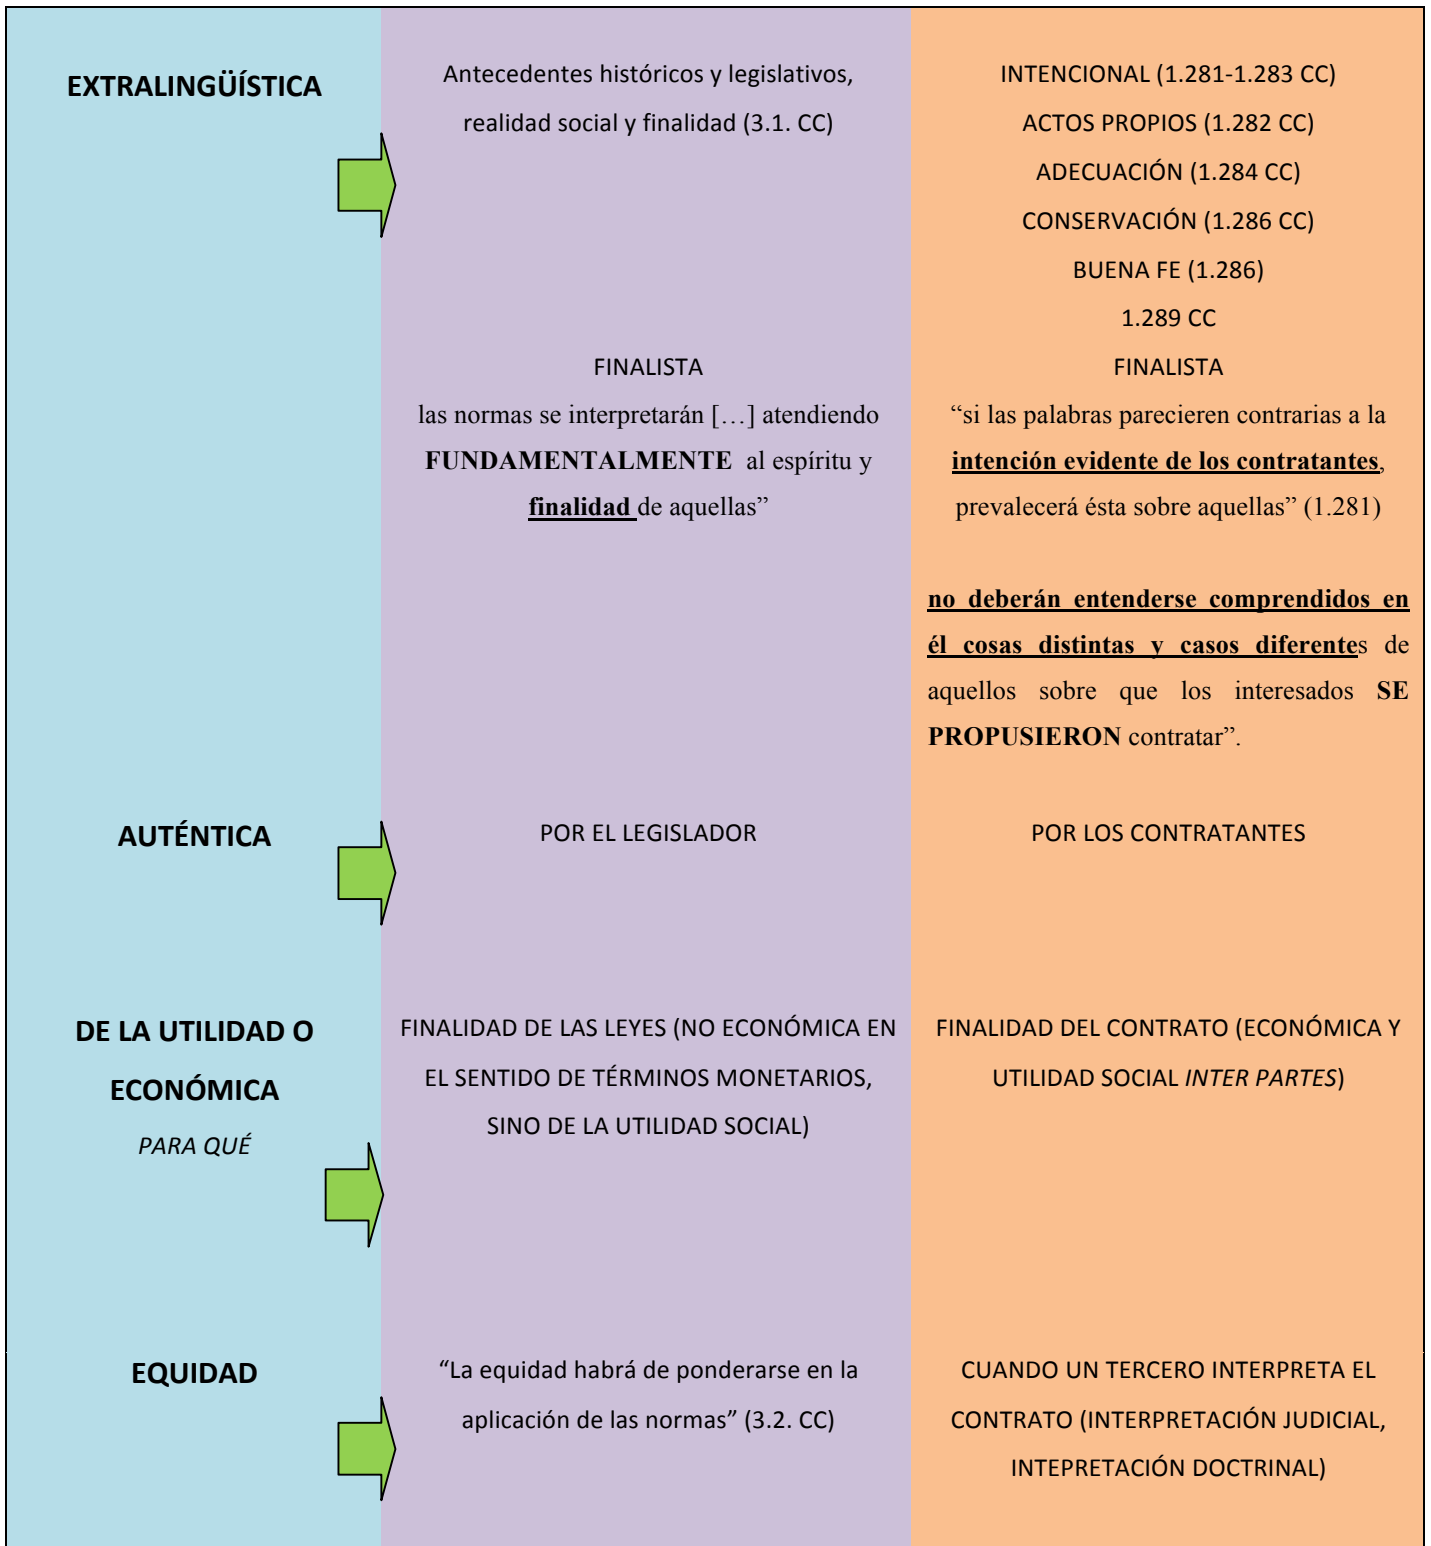 EXTRALINGÜÍSTICA
Antecedentes históricos y legislativos,
realidad social y finalidad (3.1. CC)
FINALISTA
las normas se interpretarán […] atendiendo
FUNDAMENTALMENTE al espíritu y
finalidad de aquellas”
INTENCIONAL (1.281-1.283 CC)
ACTOS PROPIOS (1.282 CC)
ADECUACIÓN (1.284 CC)
CONSERVACIÓN (1.286 CC)
BUENA FE (1.286)
1.289 CC
FINALISTA
“si las palabras parecieren contrarias a la
intención evidente de los contratantes,
prevalecerá ésta sobre aquellas” (1.281)
no deberán entenderse comprendidos en
él cosas distintas y casos diferentes de
aquellos sobre que los interesados SE
PROPUSIERON contratar”.
AUTÉNTICA
POR EL LEGISLADOR
POR LOS CONTRATANTES
DE LA UTILIDAD O
ECONÓMICA
PARA QUÉ
FINALIDAD DE LAS LEYES (NO ECONÓMICA EN
EL SENTIDO DE TÉRMINOS MONETARIOS,
SINO DE LA UTILIDAD SOCIAL)
FINALIDAD DEL CONTRATO (ECONÓMICA Y
UTILIDAD SOCIAL INTER PARTES)
EQUIDAD
“La equidad habrá de ponderarse en la
aplicación de las normas” (3.2. CC)
CUANDO UN TERCERO INTERPRETA EL
CONTRATO (INTERPRETACIÓN JUDICIAL,
INTEPRETACIÓN DOCTRINAL)